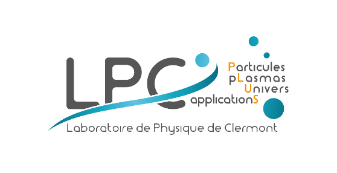 LPC
Particules
pLasmas
Univers
applicationS
Laboratoire de Physique de Clermont